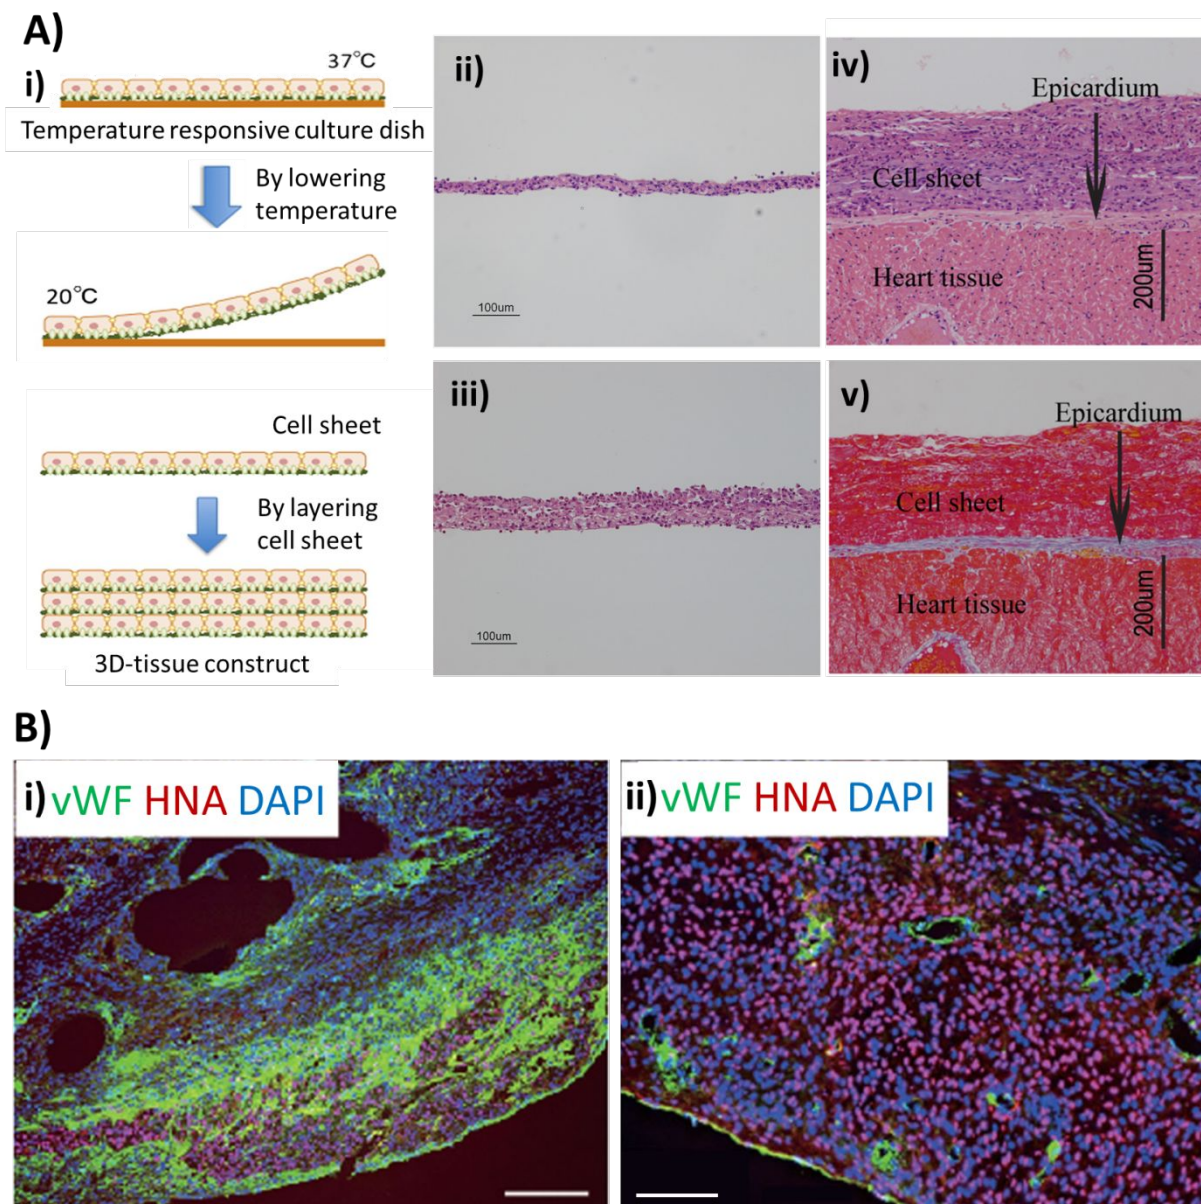 A)
i)
37°C
Temperature responsive culture dish
By lowering
temperature
20°C
Cell sheet
By layering
cell sheet
3D-tissue construct
ii)
100um
iii)
100um
iv)
Epicardium
Cell sheet
Heart tissue
200um
v)
Epicardium
Cell sheet
Heart tissue
200um
B)
i) vWF HNA DAPI
ii) vWF HNA DAPI